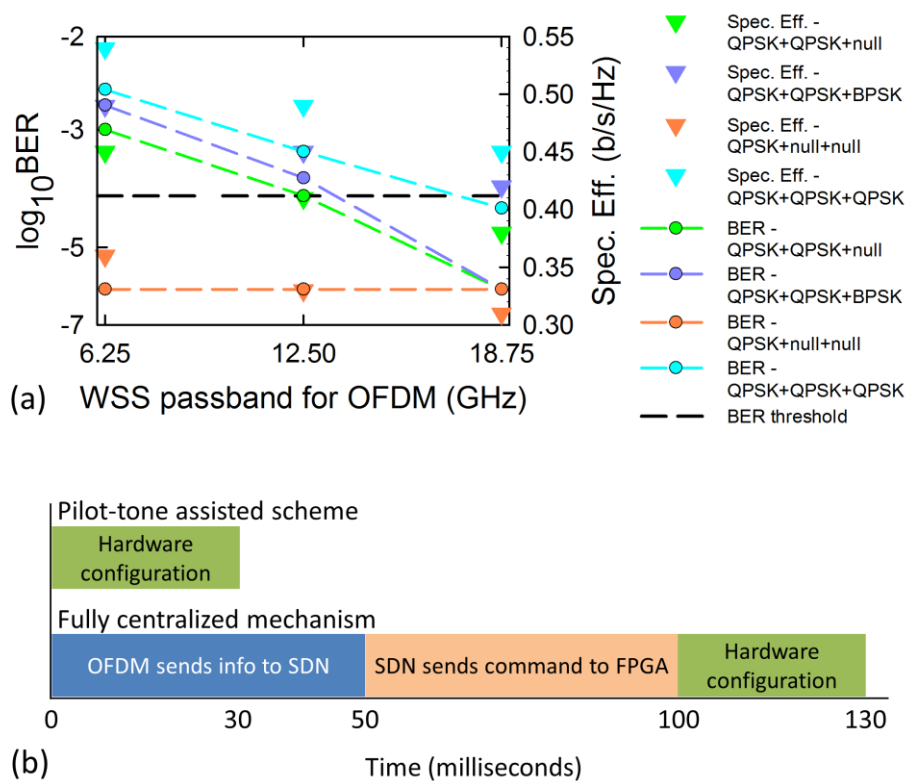 -2
-3
-5
-7
log10BER
0.55
0.50
0.45
0.40
0.35
0.30
Spec. Eff. (b/s/Hz)
6.25
12.50
18.75
(a) WSS passband for OFDM (GHz)
Spec. Eff. -
QPSK+QPSK+null
Spec. Eff. -
QPSK+QPSK+BPSK
Spec. Eff. -
QPSK+null+null
Spec. Eff. -
QPSK+QPSK+QPSK
BER -
QPSK+QPSK+null
BER -
QPSK+QPSK+BPSK
BER -
QPSK+null+null
BER -
QPSK+QPSK+QPSK
BER threshold
Pilot-tone assisted scheme
Hardware
configuration
Fully centralized mechanism
OFDM sends info to SDN
SDN sends command to FPGA
Hardware
configuration
0 30 50 100 130
(b) Time (milliseconds)